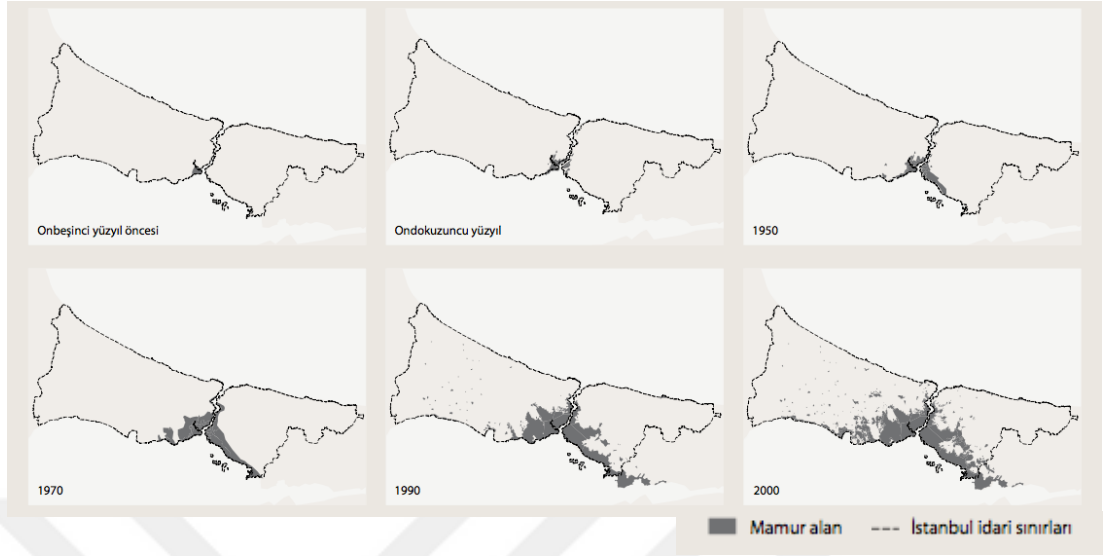 Onbeşinci yüzyıl öncesi
Ondokuzuncu yüzyıl
1950
1970
1990
2000
Mamur alan
İstanbul idari sınırları